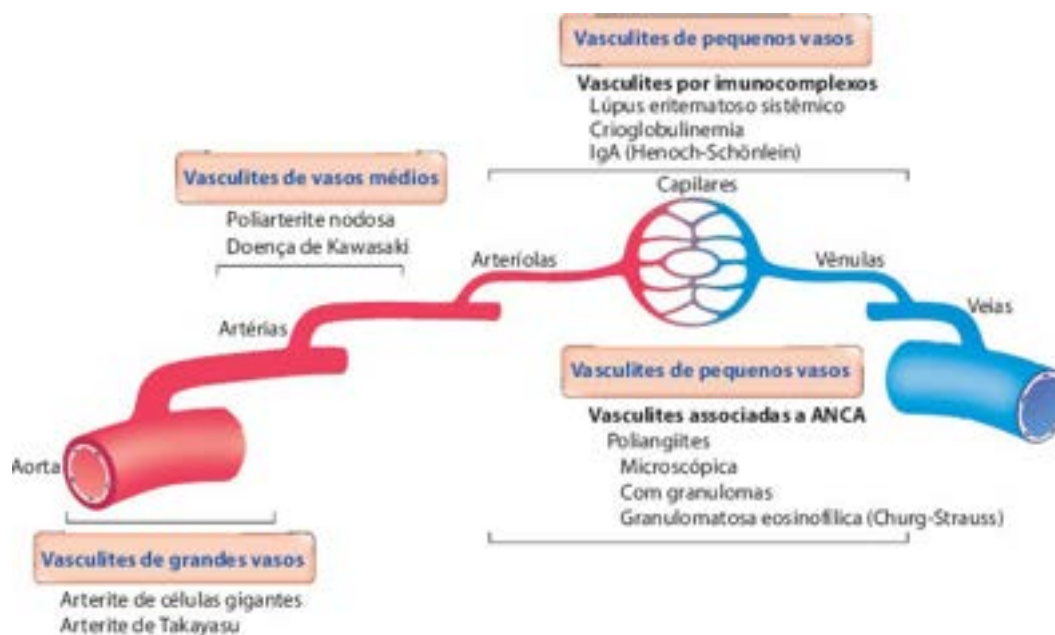 Vasculites de pequenos vasos
Vasculites por imunocomplexos
Lúpus eritematoso sistêmico
Crioglobulinemia
IgA (Henoch-Schönlein)
Vasculites de vasos médios
Poliarterite nodosa
Doença de Kawasaki
Capilares
Arteríolas
Vênulas
Artérias
Veias
Vasculites de pequenos vasos
Vasculites associadas a ANCA
Poliangiites
Microscópica
Com granulomas
Granulomatosa eosinofílica (Churg-Strauss)
Aorta
Vasculites de grandes vasos
Arterite de células gigantes
Arterite de Takayasu